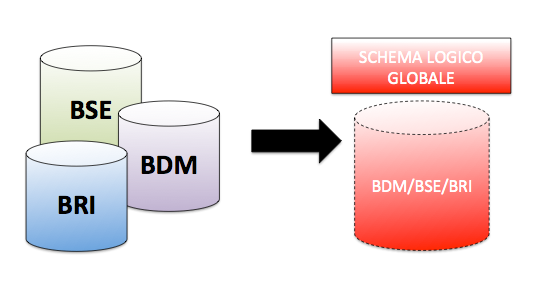 BSE
BDM
BRI
SCHEMA LOGICO
GLOBALE
BDM/BSE/BRI